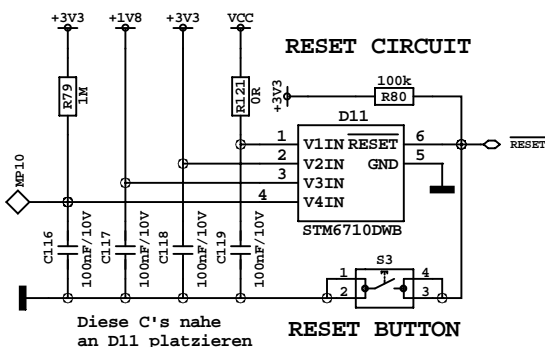 +3V3 +1V8 +3V3 VCC
RESET CIRCUIT
R79
1M
R121
0R
+3V3
100k
R80
D11
1 V1IN RESET 6
2 V2IN GND 5
3 V3IN
4 V4IN
STM6710DWB
RESET
MP10
C116
100nF/10V
C117
100nF/10V
C118
100nF/10V
C119
100nF/10V
S3
1 4
2 3
Diese C's nahe
an D11 platzieren
RESET BUTTON